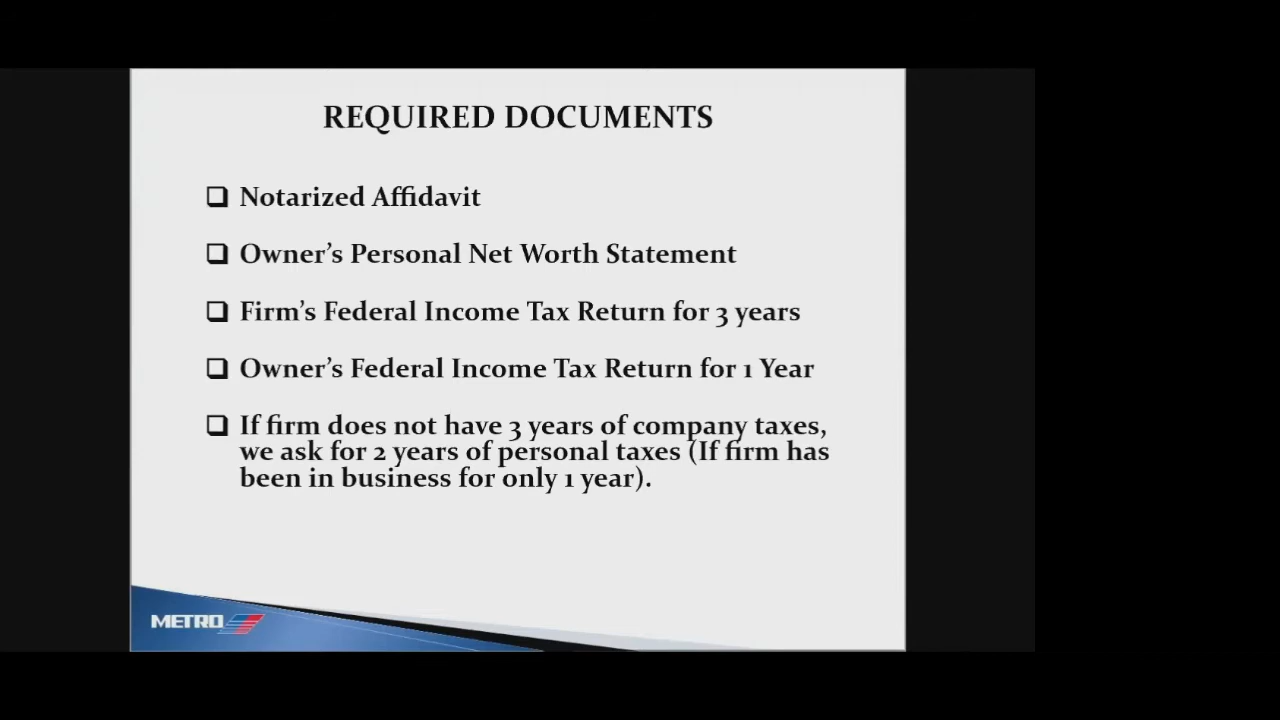 REQUIRED DOCUMENTS
❑ Notarized Affidavit
❑ Owner’s Personal Net Worth Statement
❑ Firm’s Federal Income Tax Return for 3 years
❑ Owner’s Federal Income Tax Return for 1 Year
❑ If firm does not have 3 years of company taxes,
we ask for 2 years of personal taxes (If firm has
been in business for only 1 year).
METRO